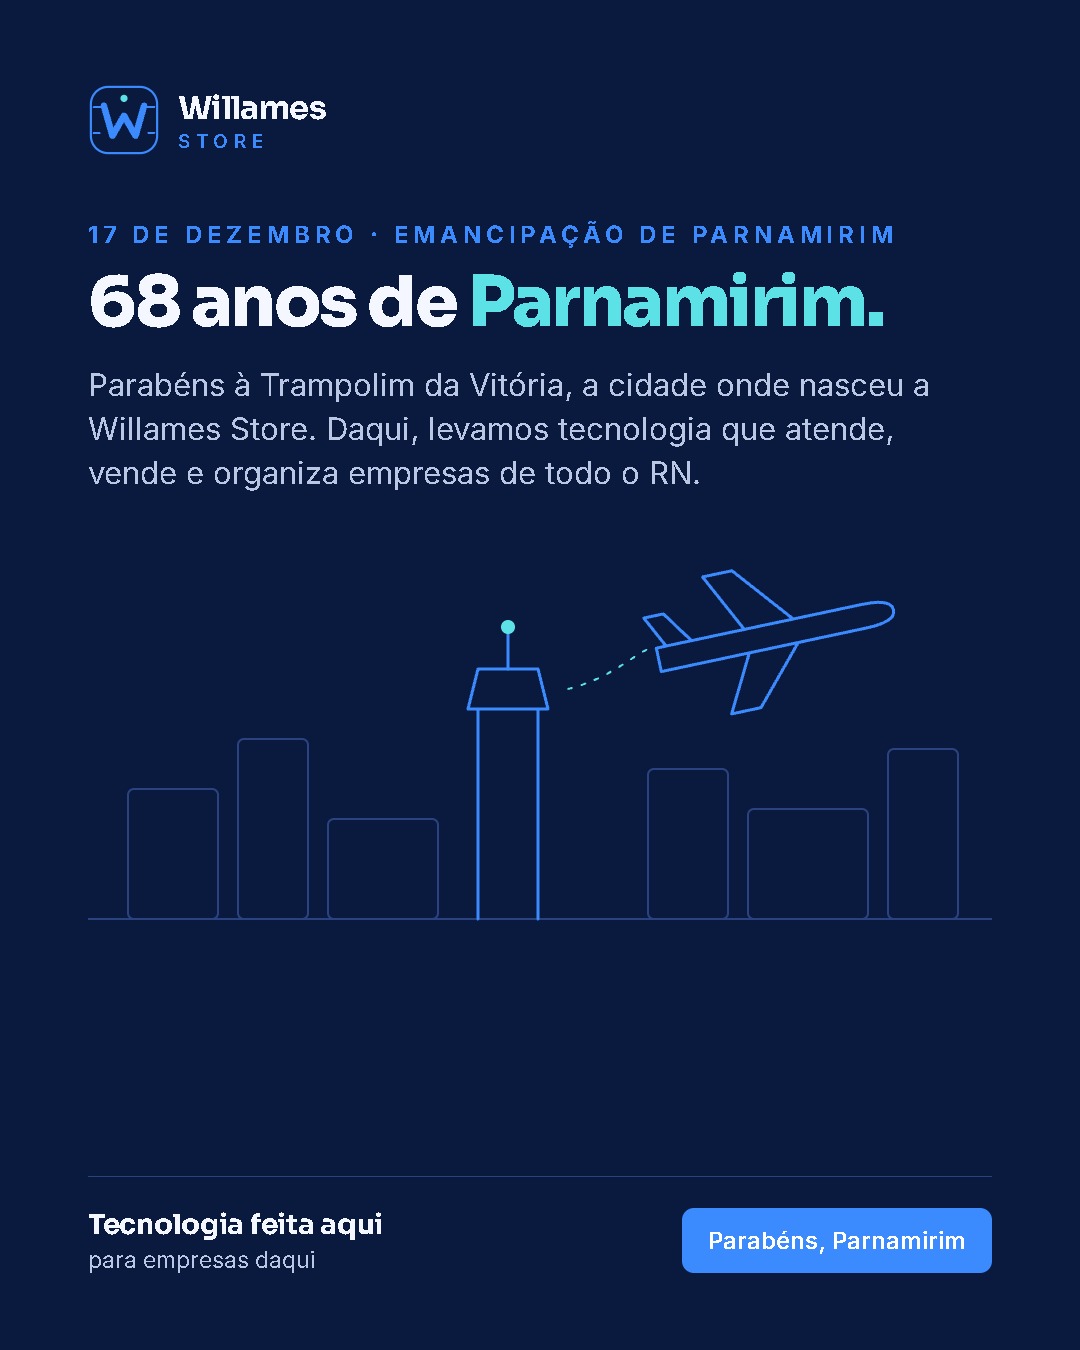 Willames
STORE
17 DE DEZEMBRO · EMANCIPAÇÃO DE PARNAMIRIM
68 anos de Parnamirim.
Parabéns à Trampolim da Vitória, a cidade onde nasceu a
Willames Store. Daqui, levamos tecnologia que atende,
vende e organiza empresas de todo o RN.
Tecnologia feita aqui
para empresas daqui
Parabéns, Parnamirim